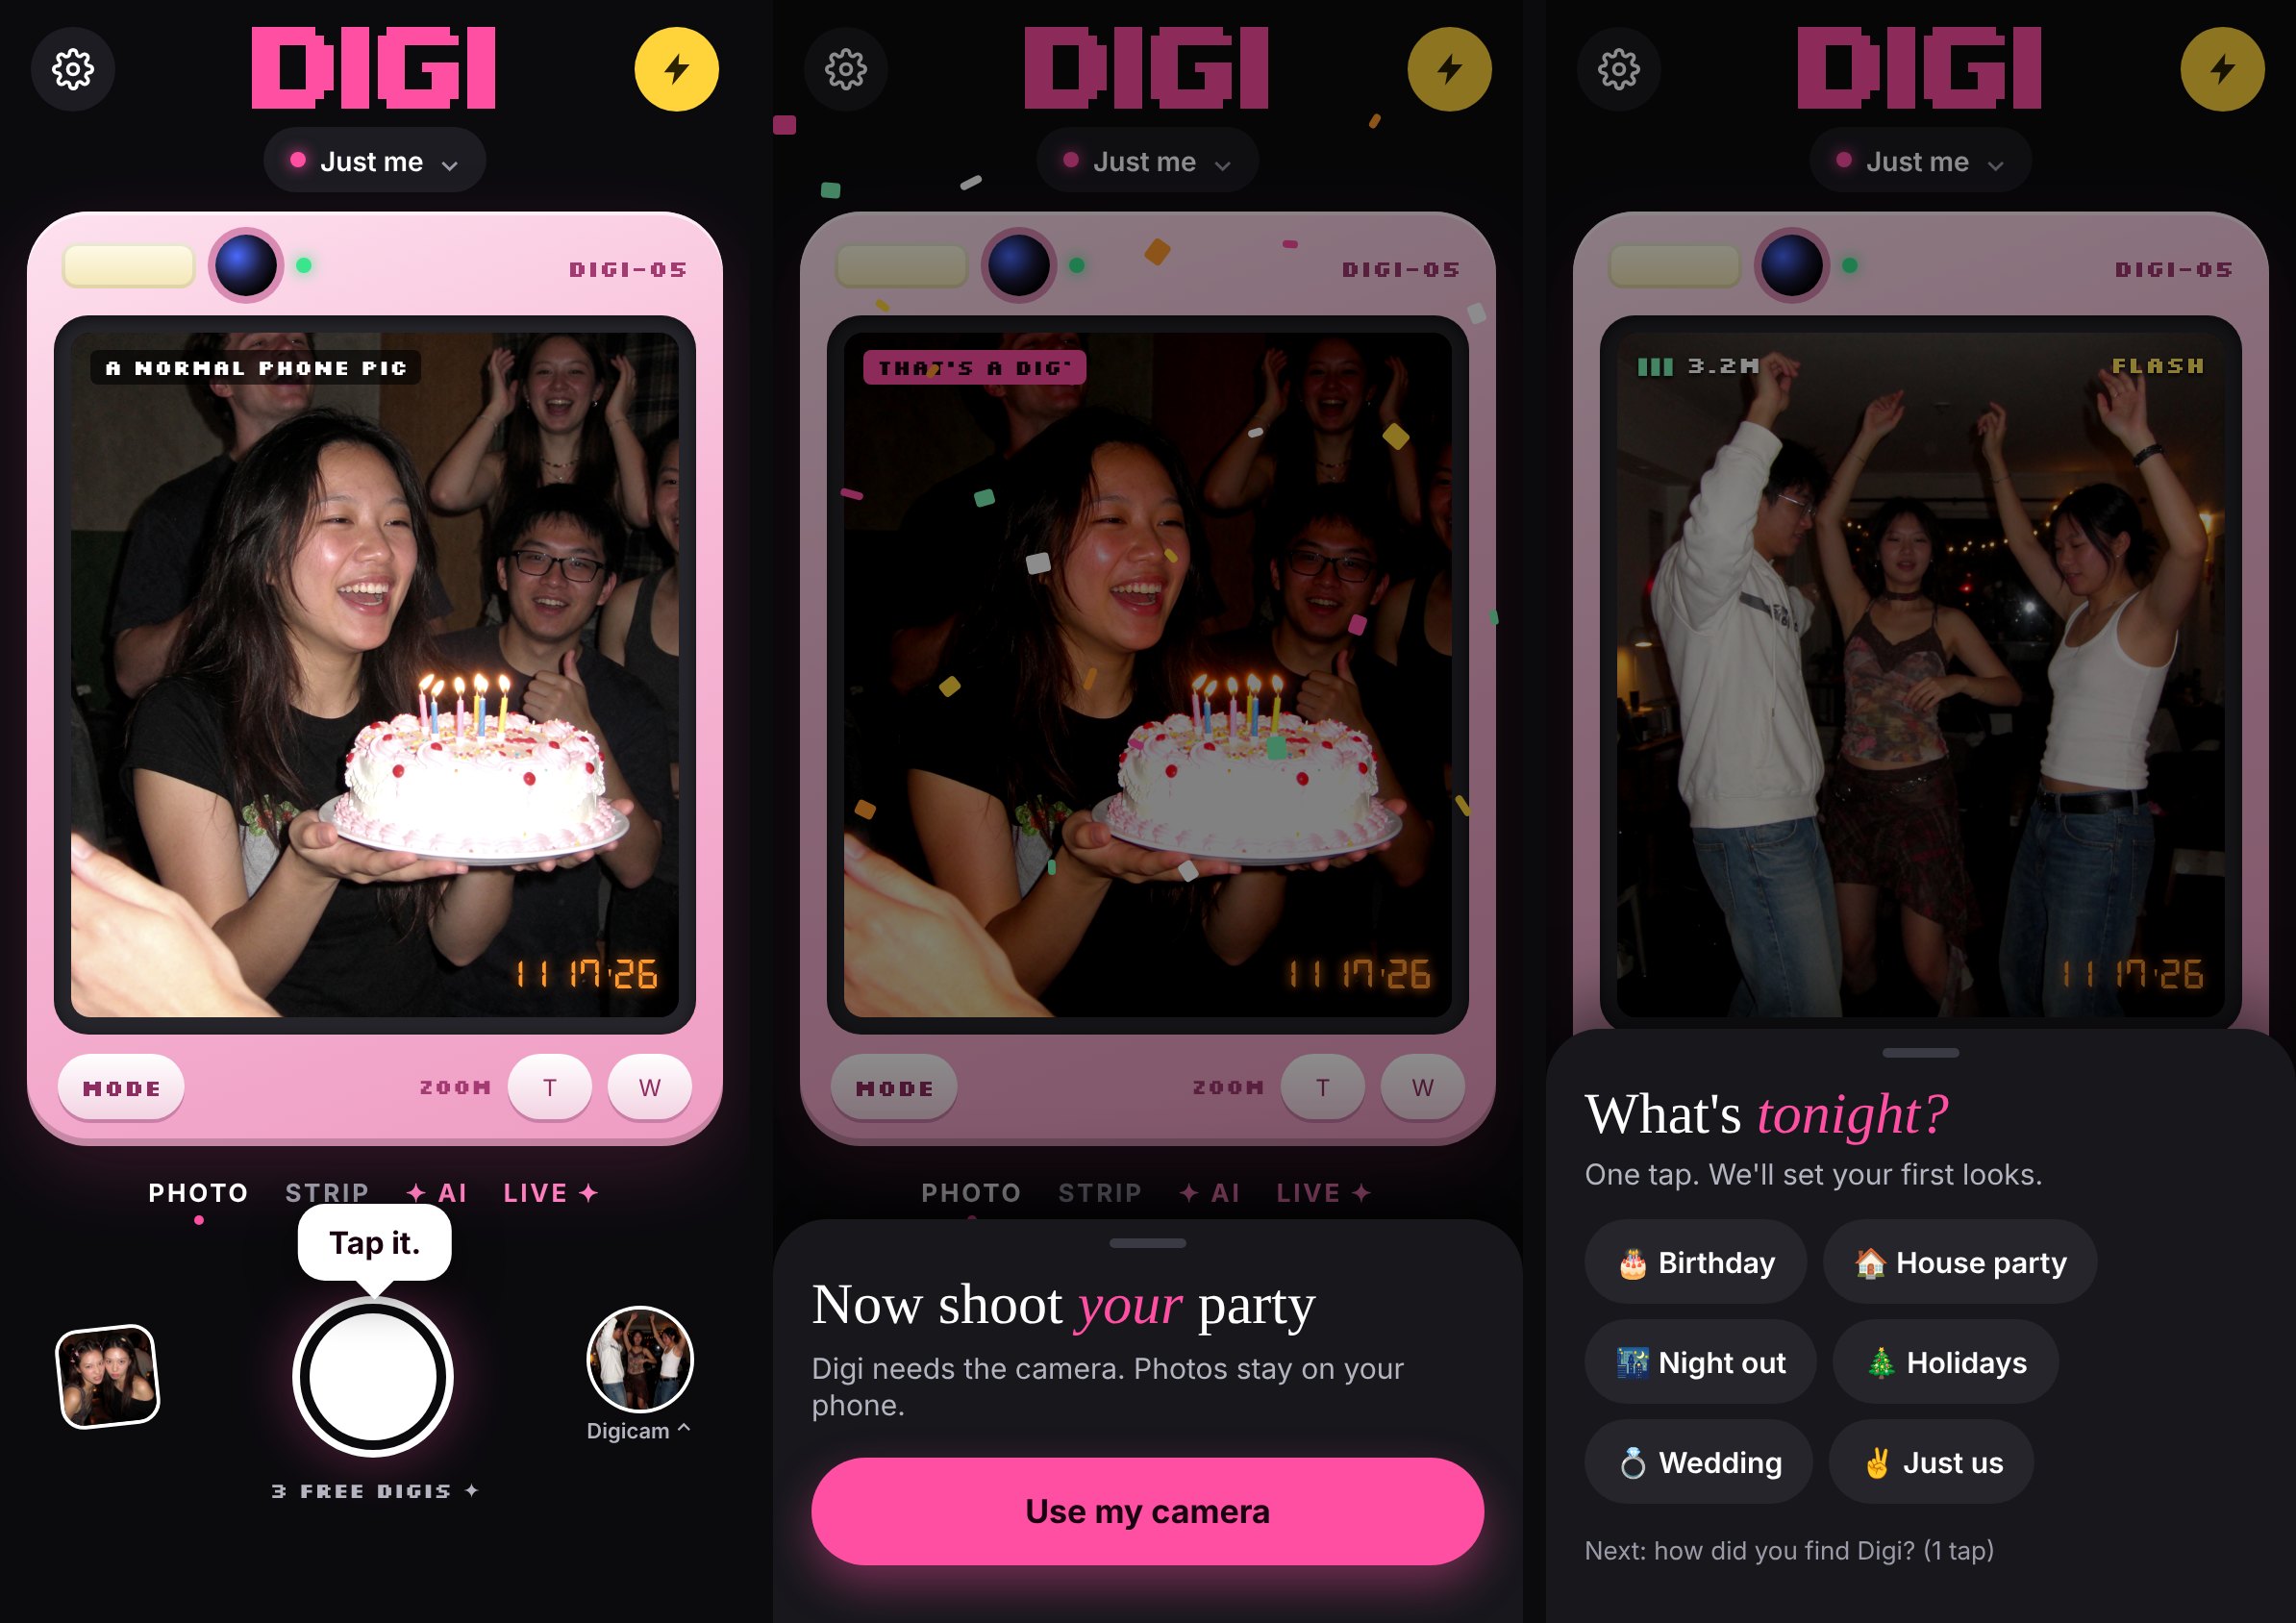 DIGI
Just me
DIGI-05
A NORMAL PHONE PIC
11 17 '26
MODE
ZOOM
T
W
PHOTO
STRIP
AI
LIVE
Tap it.
Digicam
3 FREE DIGIS
DIGI
Just me
DIGI-05
THAT'S A DIG
11 17 '26
MODE
ZOOM
T
W
PHOTO
STRIP
AI
LIVE
Now shoot your party
Digi needs the camera. Photos stay on your
phone.
Use my camera
DIGI
Just me
DIGI-05
3.2M
FLASH
11 17 '26
What's tonight?
One tap. We'll set your first looks.
Birthday
House party
Night out
Holidays
Wedding
Just us
Next: how did you find Digi? (1 tap)